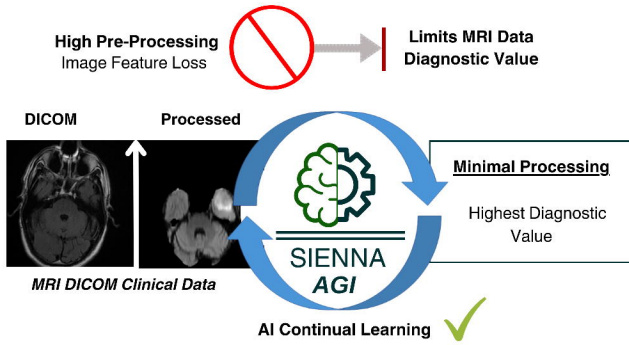 High Pre-Processing
Image Feature Loss
Limits MRI Data
Diagnostic Value
DICOM
Processed
MRI DICOM Clinical Data
SIENNA
AGI
Minimal Processing
Highest Diagnostic
Value
AI Continual Learning